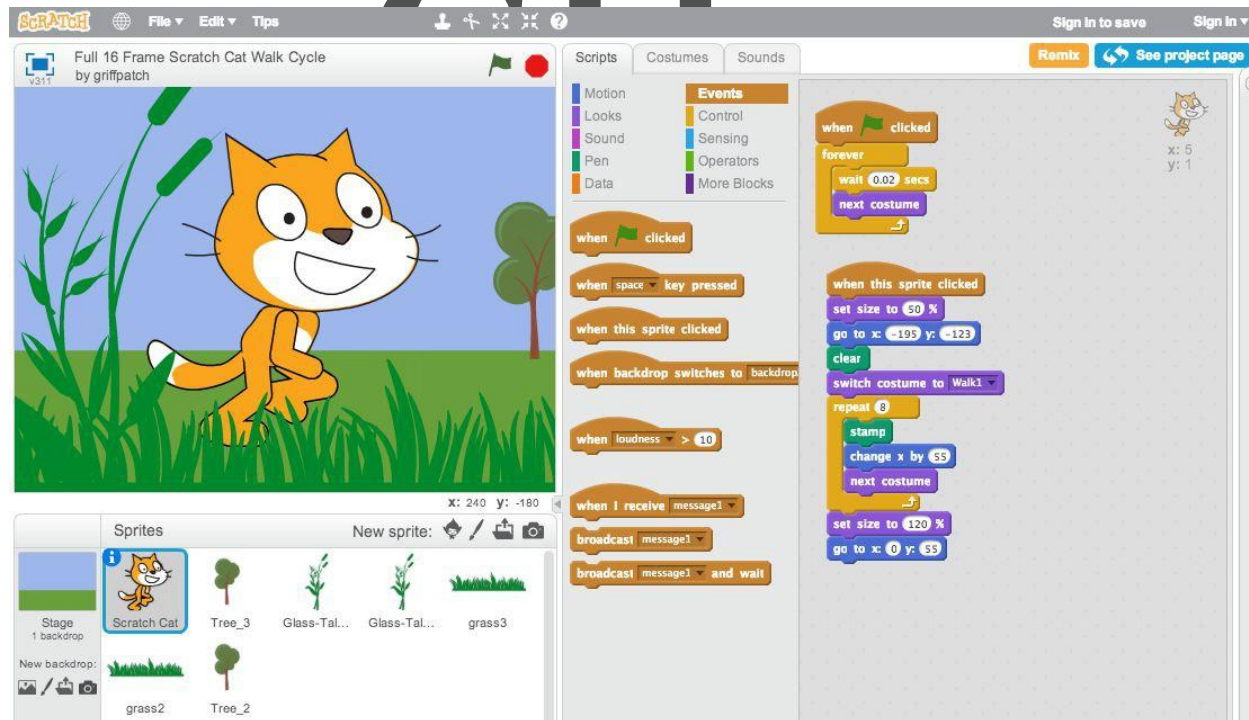 SCRATCH File Edit Tips Sign in to save Sign in
v311
Full 16 Frame Scratch Cat Walk Cycle
by griffpatch
Scripts Costumes Sounds
Remix See project page
Motion Events
Looks Control
Sound Sensing
Pen Operators
Data More Blocks
when clicked
when space key pressed
when this sprite clicked
when backdrop switches to backdrop
when loudness > 10
when I receive message1
broadcast message1
broadcast message1 and wait
when clicked
forever
wait 0.02 secs
next costume
x: 5
y: 1
when this sprite clicked
set size to 50 %
go to x: -195 y: -123
clear
switch costume to Walk1
repeat 8
stamp
change x by 55
next costume
set size to 120 %
go to x: 0 y: 55
X: 240 y: -180
Sprites New sprite:
Stage
1 backdrop
New backdrop:
Scratch Cat Tree_3 Glass-Tal... Glass-Tal... grass3
grass2 Tree_2